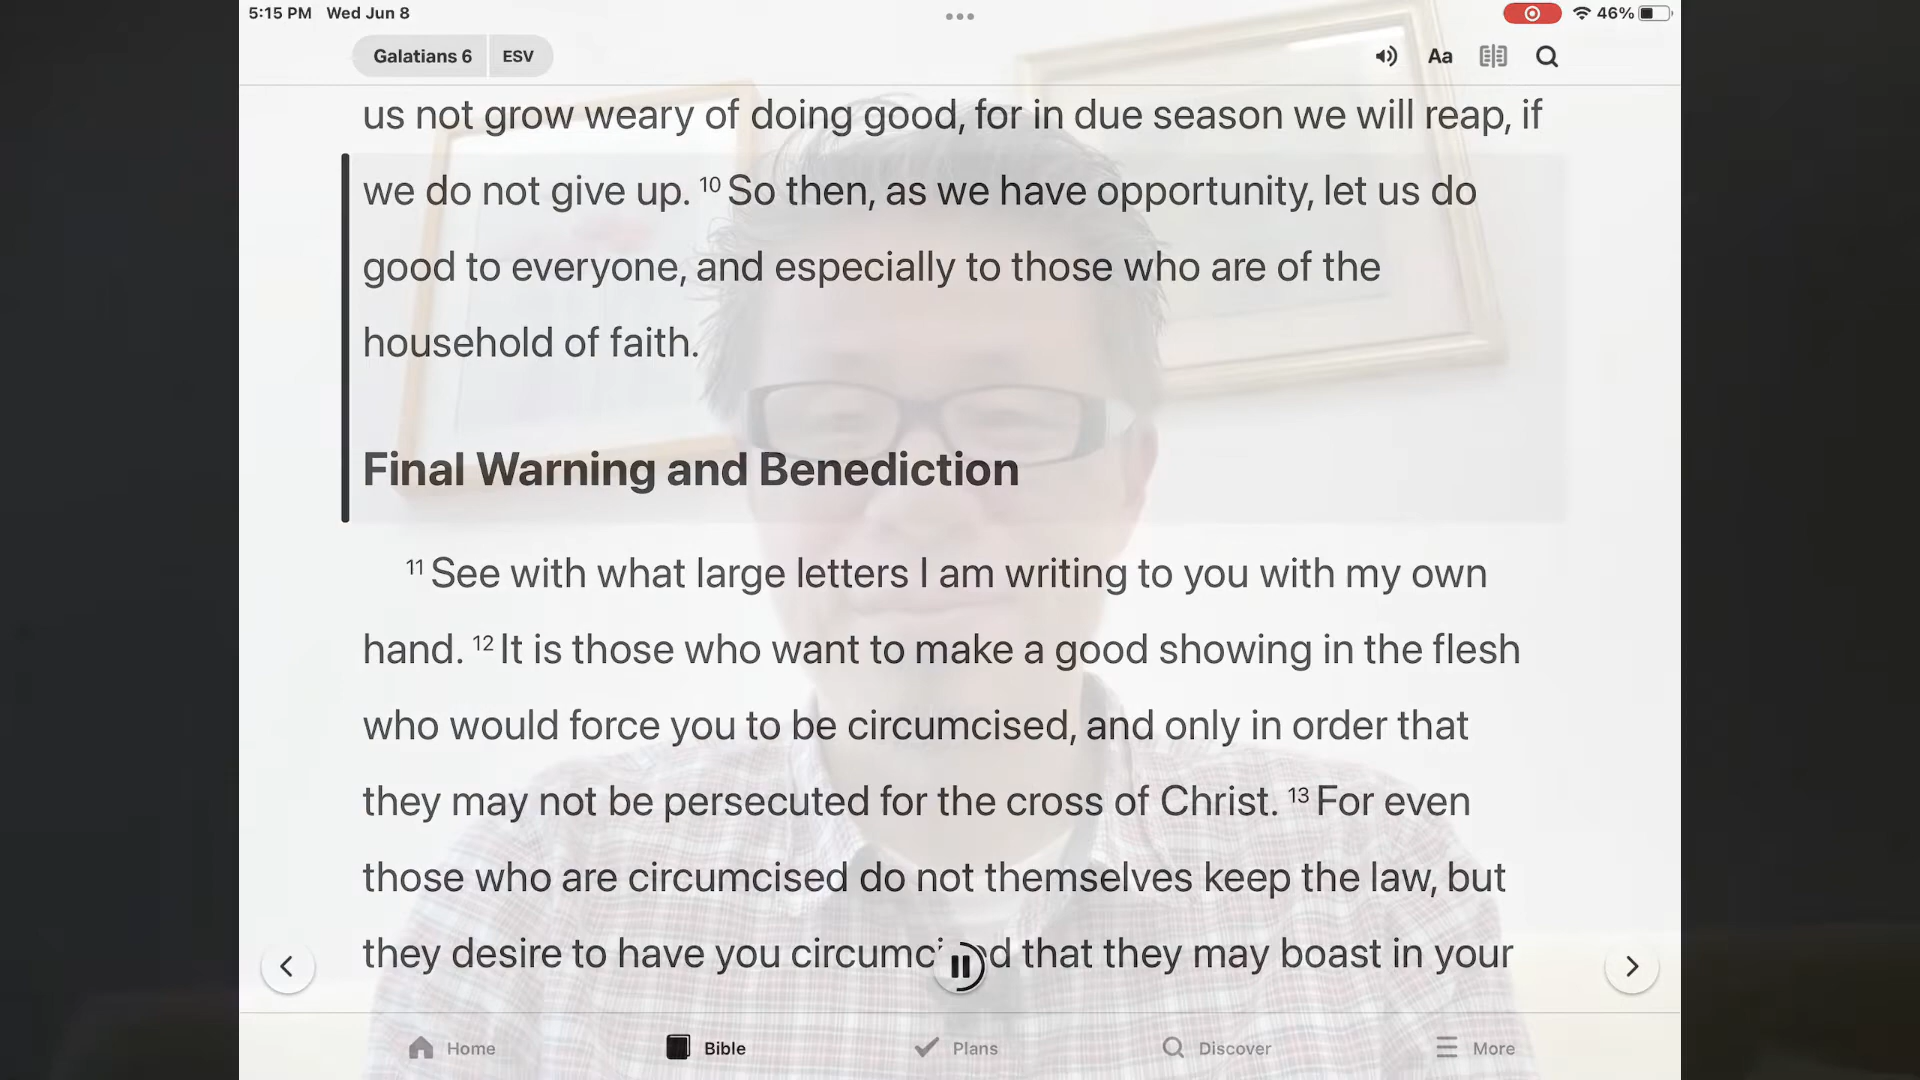 5:15 PM Wed Jun 8
46%
Galatians 6 ESV
Aa
us not grow weary of doing good, for in due season we will reap, if
we do not give up. 10 So then, as we have opportunity, let us do
good to everyone, and especially to those who are of the
household of faith.
Final Warning and Benediction
11 See with what large letters I am writing to you with my own
hand. 12 It is those who want to make a good showing in the flesh
who would force you to be circumcised, and only in order that
they may not be persecuted for the cross of Christ. 13 For even
those who are circumcised do not themselves keep the law, but
they desire to have you that they may boast in your
Home Bible Plans Discover More